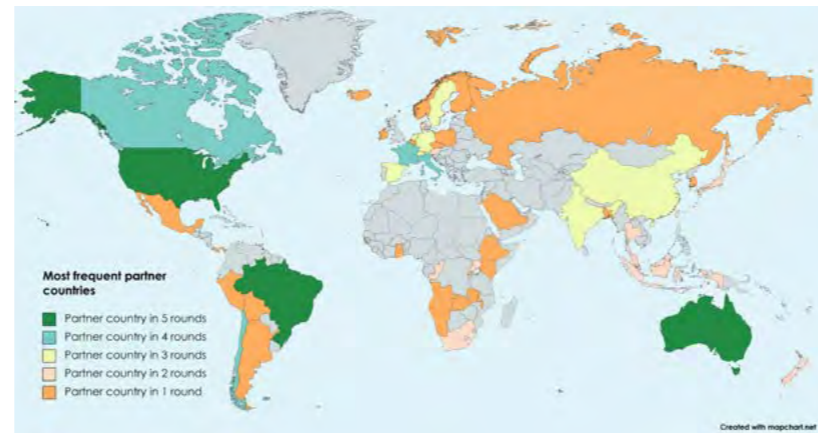 Most frequent partner
countries
Partner country in 5 rounds
Partner country in 4 rounds
Partner country in 3 rounds
Partner country in 2 rounds
Partner country in 1 round
Created with mapchart.net